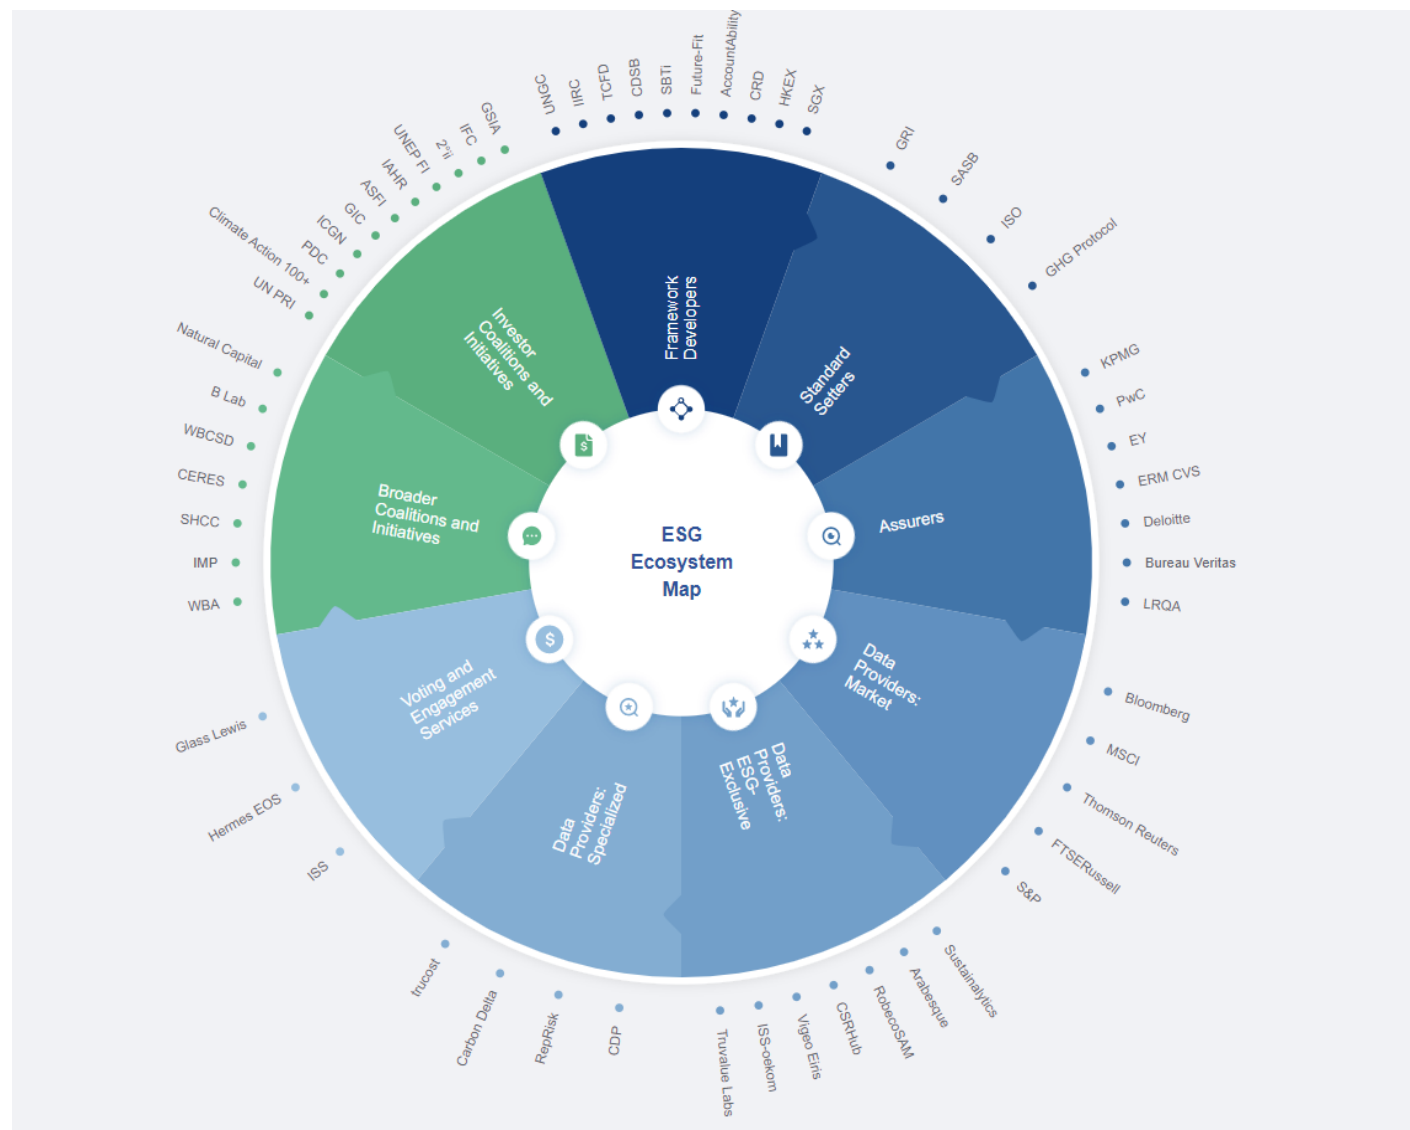 ESG
Ecosystem
Map
Framework
Developers
UNGC
IIRC
TCFD
CDSB
SBTi
Future-Fit
AccountAbility
CRD
HKEX
SGX
Standard
Setters
GRI
SASB
ISO
GHG Protocol
Assurers
KPMG
PwC
EY
ERM CVS
Deloitte
Bureau Veritas
LRQA
Data
Providers:
Market
Bloomberg
MSCI
Thomson Reuters
FTSERussell
S&P
Data
Providers:
ESG-
Exclusive
Sustainalytics
Arabesque
RobecoSAM
CSRHub
Vigeo Eiris
ISS-oekom
Truvalue Labs
Data
Providers:
Specialized
CDP
RepRisk
Carbon Delta
trucost
Voting and
Engagement
Services
ISS
Hermes EOS
Glass Lewis
Broader
Coalitions and
Initiatives
WBA
IMP
SHCC
CERES
WBCSD
B Lab
Natural Capital
Investor
Coalitions and
Initiatives
UN PRI
Climate Action 100+
PDC
ICGN
GIC
ASFI
IAHR
UNEP FI
2°ii
IFC
GSIA